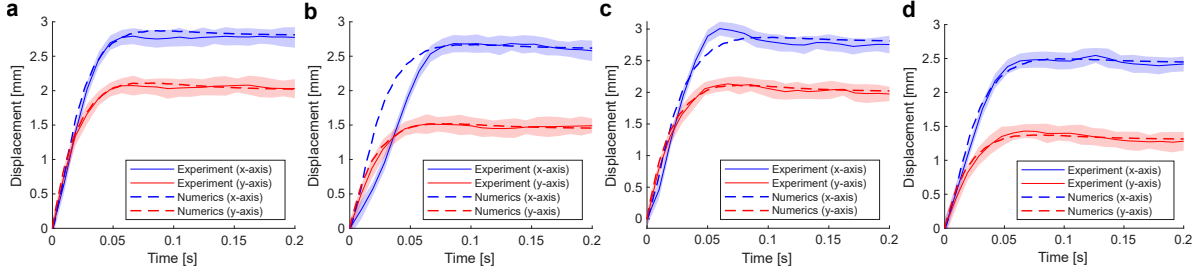 a
Displacement [mm]
3
2.5
2
1.5
1
0.5
0
0
0.05
0.1
0.15
0.2
Time [s]
Experiment (x-axis)
Experiment (y-axis)
Numerics (x-axis)
Numerics (y-axis)
b
Displacement [mm]
3
2.5
2
1.5
1
0.5
0
0
0.05
0.1
0.15
0.2
Time [s]
Experiment (x-axis)
Experiment (y-axis)
Numerics (x-axis)
Numerics (y-axis)
c
Displacement [mm]
3
2.5
2
1.5
1
0.5
0
0
0.05
0.1
0.15
0.2
Time [s]
Experiment (x-axis)
Experiment (y-axis)
Numerics (x-axis)
Numerics (y-axis)
d
Displacement [mm]
3
2.5
2
1.5
1
0.5
0
0
0.05
0.1
0.15
0.2
Time [s]
Experiment (x-axis)
Experiment (y-axis)
Numerics (x-axis)
Numerics (y-axis)